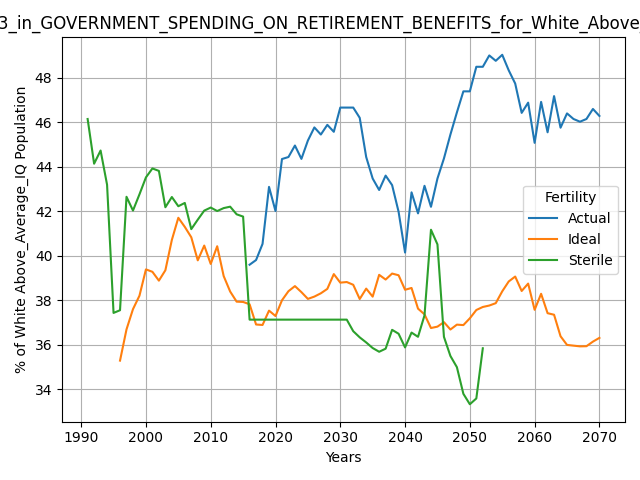 3_in_GOVERNMENT_SPENDING_ON_RETIREMENT_BENEFITS_for_White_Above_
% of White Above_Average_IQ Population
48
46
44
42
40
38
36
34
Fertility
Actual
Ideal
Sterile
1990 2000 2010 2020 2030 2040 2050 2060 2070
Years